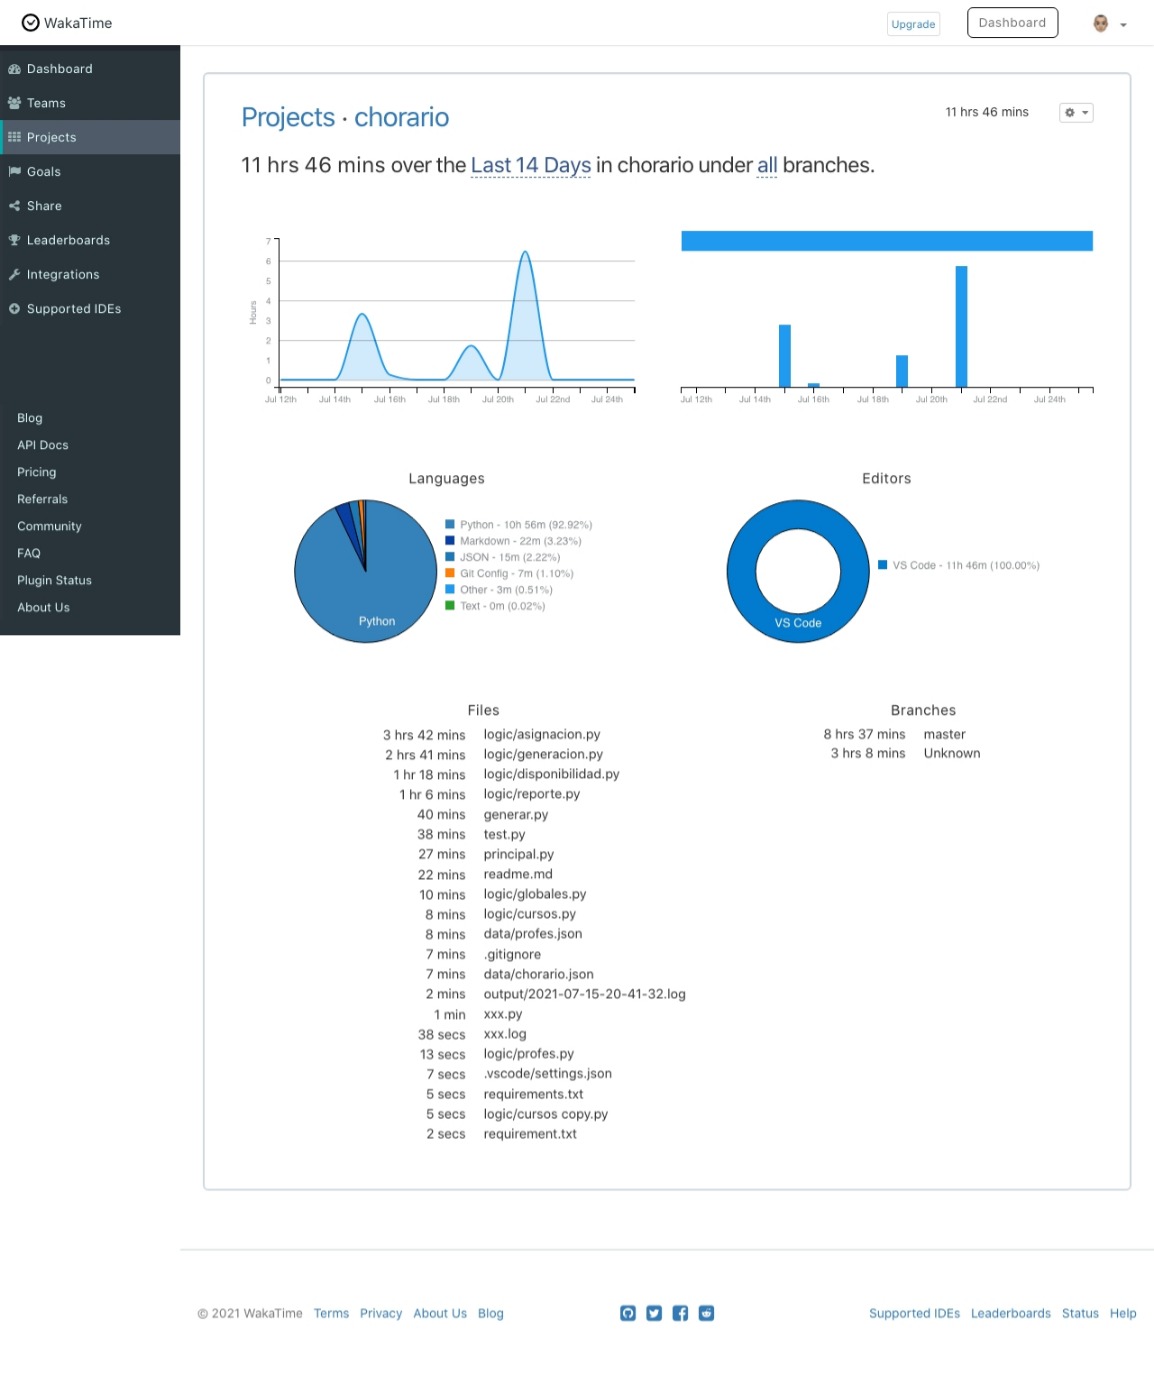 WakaTime
Upgrade
Dashboard
Dashboard
Teams
Projects
Goals
Share
Leaderboards
Integrations
Supported IDEs
Blog
API Docs
Pricing
Referrals
Community
FAQ
Plugin Status
About Us
Projects · chorario
11 hrs 46 mins
11 hrs 46 mins over the Last 14 Days in chorario under all branches.
Hours
7
6
5
4
3
2
1
0
Jul 12th Jul 14th Jul 16th Jul 18th Jul 20th Jul 22nd Jul 24th
Jul 12th Jul 14th Jul 16th Jul 18th Jul 20th Jul 22nd Jul 24th
Languages
Python
Python - 10h 56m (92.92%)
Markdown - 22m (3.23%)
JSON - 15m (2.22%)
Git Config - 7m (1.10%)
Other - 3m (0.51%)
Text - 0m (0.02%)
Editors
VS Code
VS Code - 11h 46m (100.00%)
Files
3 hrs 42 mins logic/asignacion.py
2 hrs 41 mins logic/generacion.py
1 hr 18 mins logic/disponibilidad.py
1 hr 6 mins logic/reporte.py
40 mins generar.py
38 mins test.py
27 mins principal.py
22 mins readme.md
10 mins logic/globales.py
8 mins logic/cursos.py
8 mins data/profes.json
7 mins .gitignore
7 mins data/chorario.json
2 mins output/2021-07-15-20-41-32.log
1 min xxx.py
38 secs xxx.log
13 secs logic/profes.py
7 secs .vscode/settings.json
5 secs requirements.txt
5 secs logic/cursos copy.py
2 secs requirement.txt
Branches
8 hrs 37 mins master
3 hrs 8 mins Unknown
© 2021 WakaTime Terms Privacy About Us Blog
Supported IDEs Leaderboards Status Help